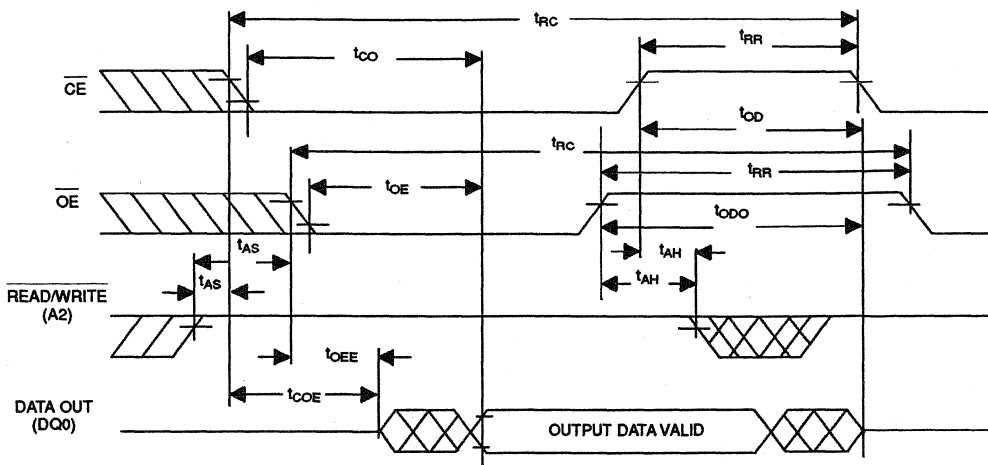 tRC
tCO
tRR
CE
tOD
tRC
tRR
tOE
OE
tODO
tAS
tAH
tAS
tAH
READ/WRITE
(A2)
tOEE
tCOE
DATA OUT
(DQ0)
OUTPUT DATA VALID